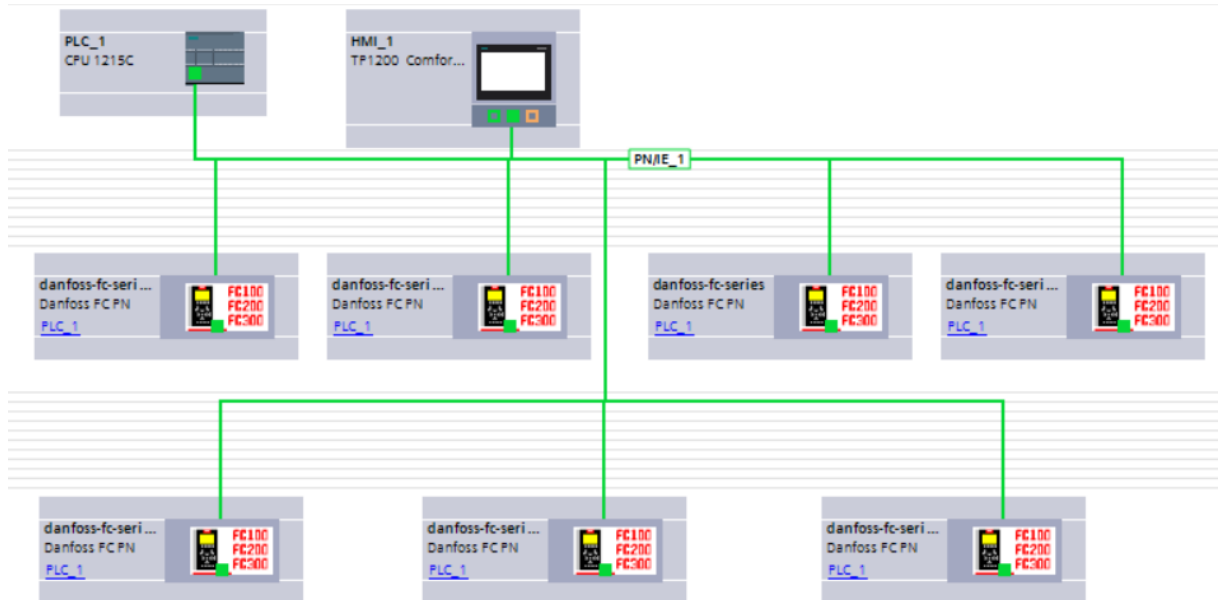 PLC_1
CPU 1215C
HMI_1
TP1200 Comfor...
PN/IE_1
danfoss-fc-seri...
Danfoss FC PN
PLC_1
FC100
FC200
FC300
danfoss-fc-seri...
Danfoss FC PN
PLC_1
FC100
FC200
FC300
danfoss-fc-series
Danfoss FC PN
PLC_1
FC100
FC200
FC300
danfoss-fc-seri...
Danfoss FC PN
PLC_1
FC100
FC200
FC300
danfoss-fc-seri...
Danfoss FC PN
PLC_1
FC100
FC200
FC300
danfoss-fc-seri...
Danfoss FC PN
PLC_1
FC100
FC200
FC300
danfoss-fc-seri...
Danfoss FC PN
PLC_1
FC100
FC200
FC300